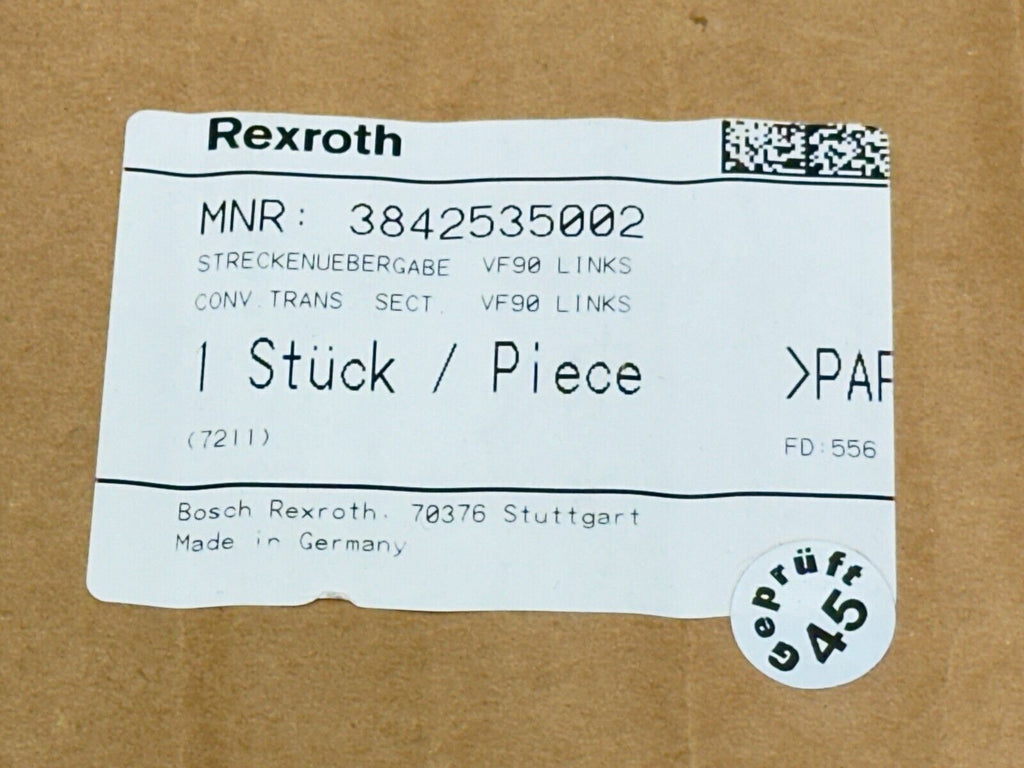 Rexroth
MNR: 3842535002
STRECKENUEBERGABE VF90 LINKS
CONV.TRANS SECT. VF90 LINKS
1 Stück / Piece >PAP
(7211) FD:556
Bosch Rexroth. 70376 Stuttgart
Made in Germany
Geprüft
45